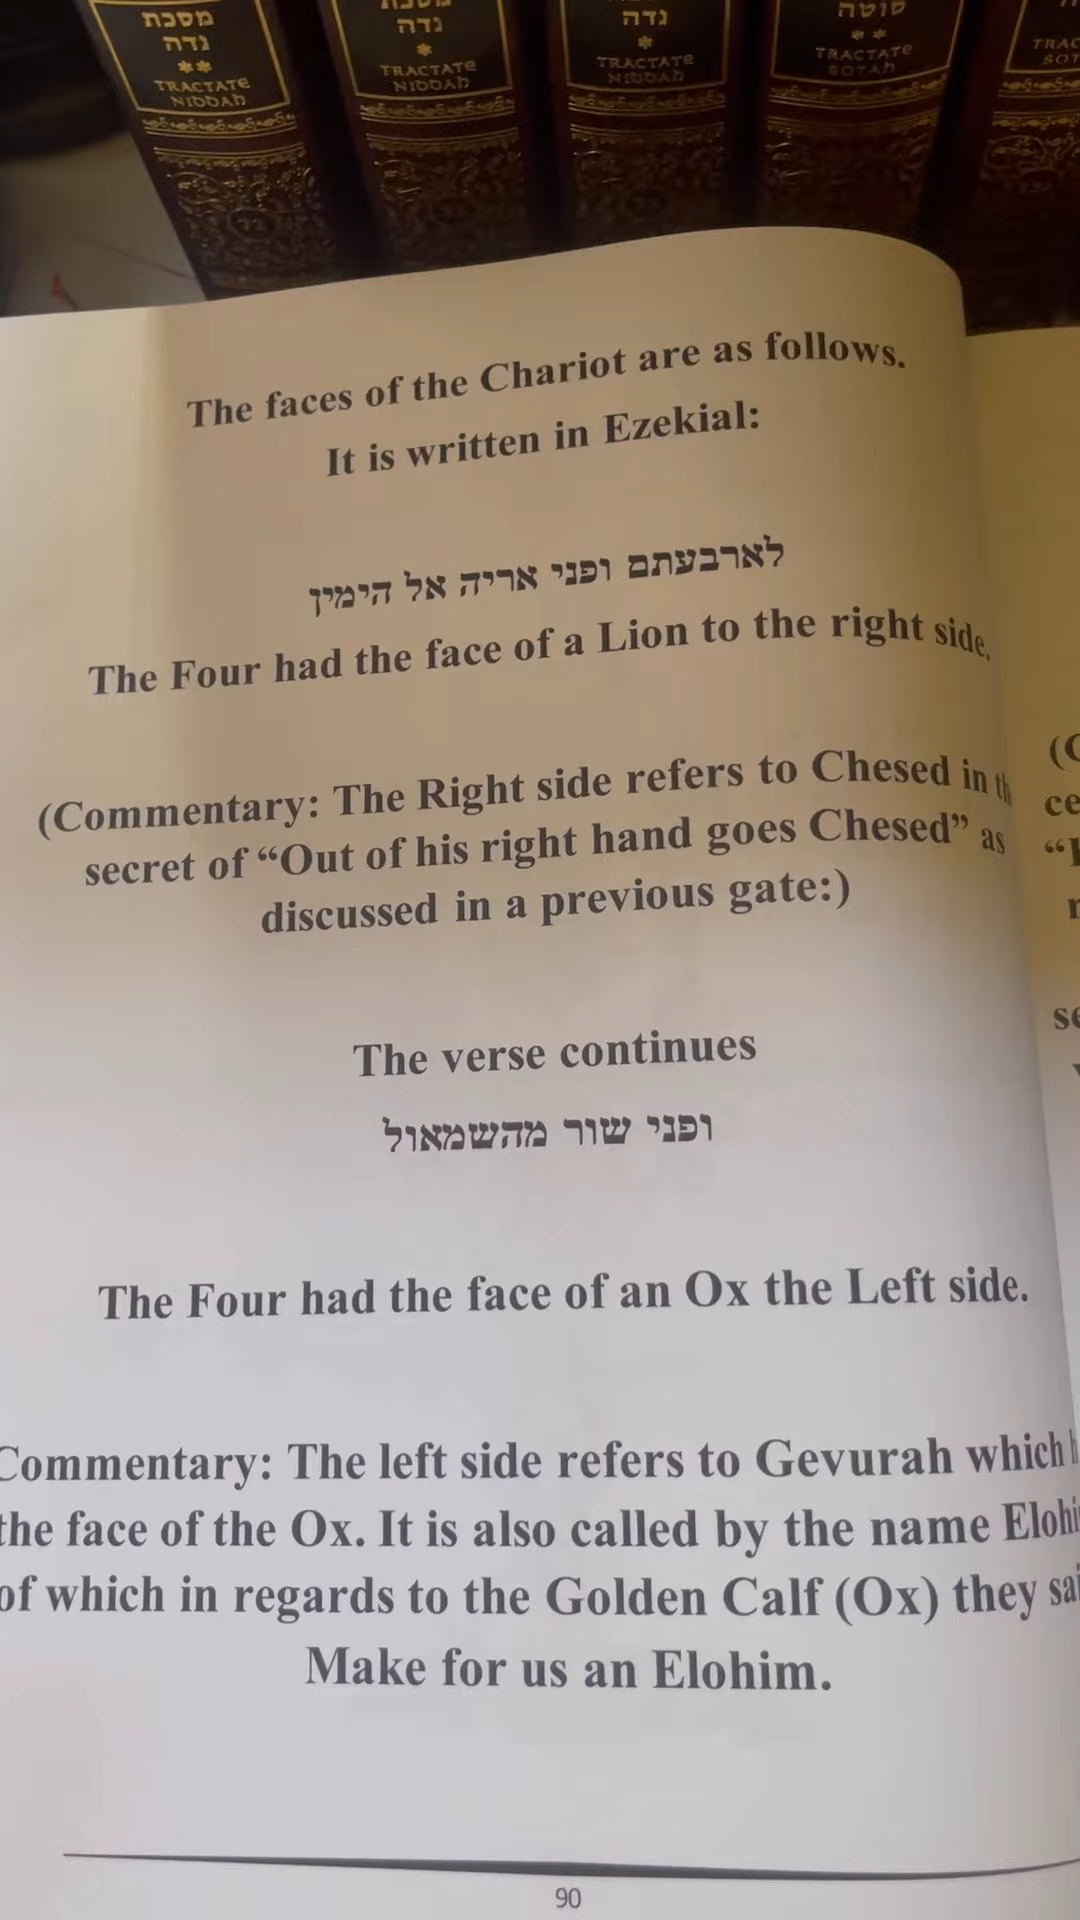 מסכת
נדה
**
TRACTATE
NIDDAH
72
מסכת
נדה
*
TRACTATE
NIDDAH
נדה
*
TRACTATE
NIDDAH
סוטה
**
TRACTATE
SOTAH
The faces of the Chariot are as follows.
It is written in Ezekial:
לארבעתם ופני אריה אל הימין
The Four had the face of a Lion to the right side.
(Commentary: The Right side refers to Chesed in
secret of “Out of his right hand goes Chesed” as
discussed in a previous gate:)
The verse continues
ופני שור מהשמאול
The Four had the face of an Ox the Left side.
Commentary: The left side refers to Gevurah which
the face of the Ox. It is also called by the name
of which in regards to the Golden Calf (Ox) they
Make for us an Elohim.
90